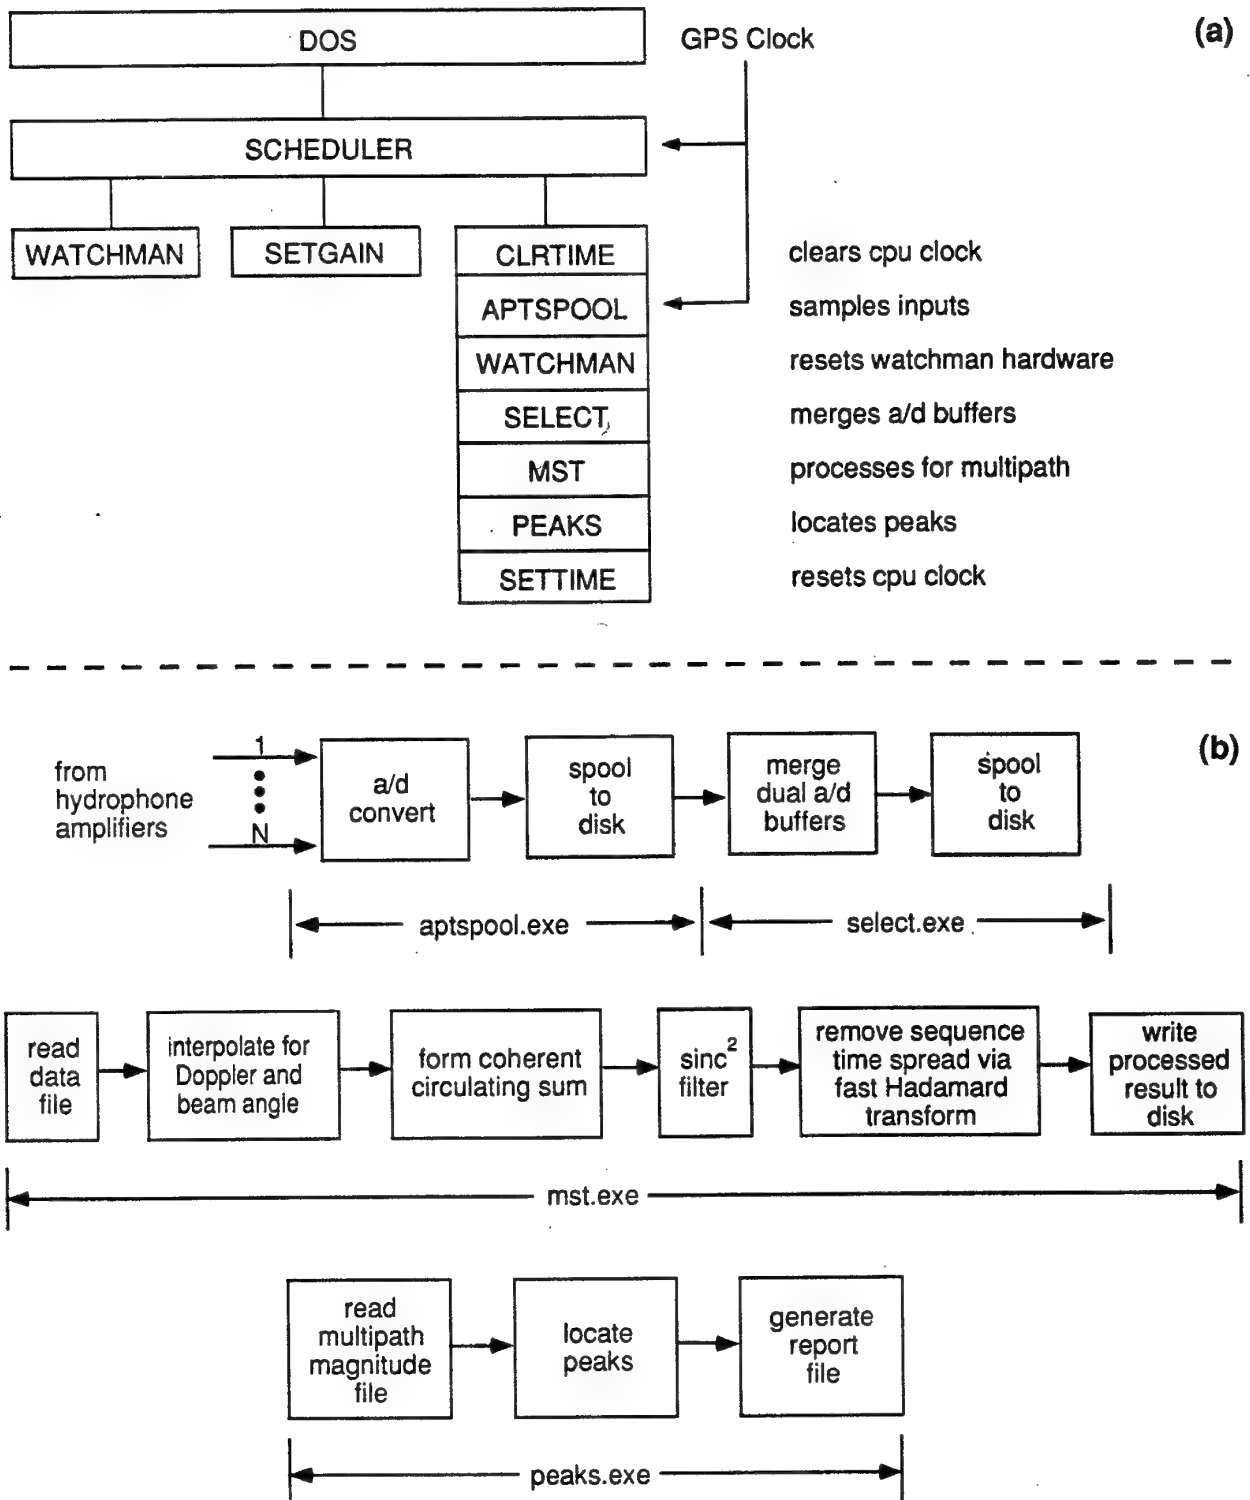 (a)
DOS
GPS Clock
SCHEDULER
WATCHMAN
SETGAIN
CLRTIME
clears cpu clock
APTSPOOL
samples inputs
WATCHMAN
resets watchman hardware
SELECT
merges a/d buffers
MST
processes for multipath
PEAKS
locates peaks
SETTIME
resets cpu clock
(b)
from
hydrophone
amplifiers
1
N
a/d
convert
spool
to
disk
merge
dual a/d
buffers
spool
to
disk
aptspool.exe
select.exe
read
data
file
interpolate for
Doppler and
beam angle
form coherent
circulating sum
sinc²
filter
remove sequence
time spread via
fast Hadamard
transform
write
processed
result to
disk
mst.exe
read
multipath
magnitude
file
locate
peaks
generate
report
file
peaks.exe